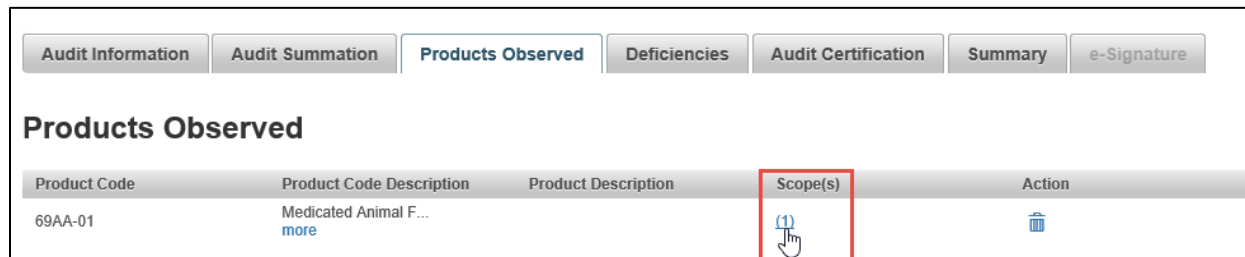 Audit Information Audit Summation Products Observed Deficiencies Audit Certification Summary e-Signature
Products Observed
Product Code Product Code Description Product Description Scope(s) Action
69AA-01 Medicated Animal F... (1)
more